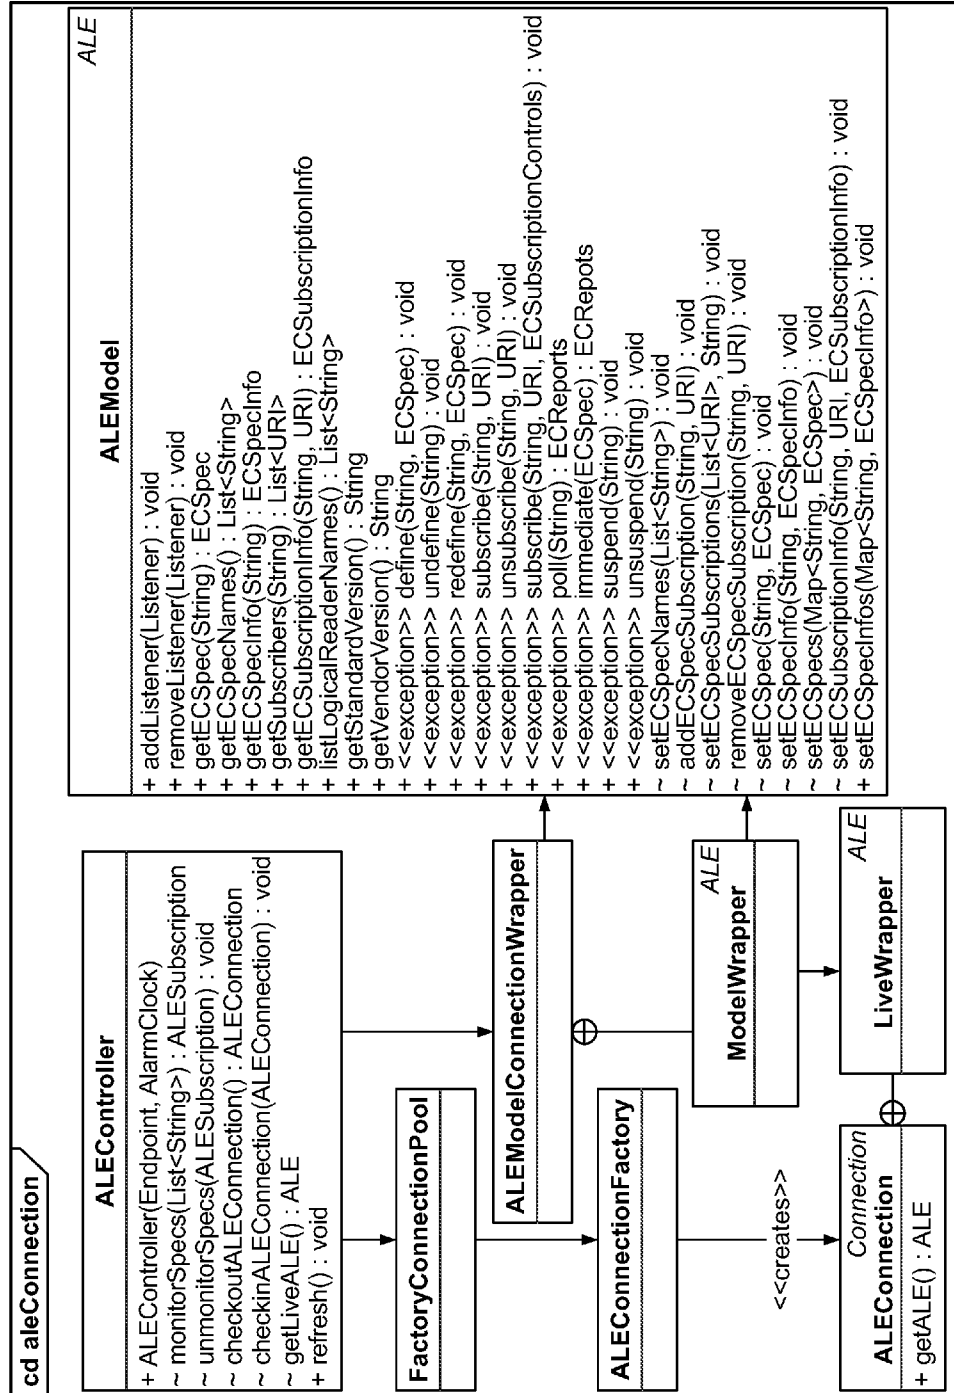 cd aleConnection
ALEController
+ ALEController(Endpoint, AlarmClock)
~ monitorSpecs(List<String>) : ALESubscription
~ unmonitorSpecs(ALESubscription) : void
~ checkoutALEConnection() : ALEConnection
~ checkinALEConnection(ALEConnection) : void
~ getLiveALE() : ALE
+ refresh() : void
ALE
ALEModel
+ addListener(Listener) : void
+ removeListener(Listener) : void
+ getECSpec(String) : ECSpec
+ getECSpecNames() : List<String>
+ getECSpecInfo(String) : ECSpecInfo
+ getSubscribers(String) : List<URI>
+ getECSubscriptionInfo(String, URI) : ECSubscriptionInfo
+ listLogicalReaderNames() : List<String>
+ getStandardVersion() : String
+ getVendorVersion() : String
+ <<exception>> define(String, ECSpec) : void
+ <<exception>> undefine(String) : void
+ <<exception>> redefine(String, ECSpec) : void
+ <<exception>> subscribe(String, URI) : void
+ <<exception>> unsubscribe(String, URI) : void
+ <<exception>> subscribe(String, URI, ECSubscriptionControls) : void
+ <<exception>> poll(String) : ECReports
+ <<exception>> immediate(ECSpec) : ECRepots
+ <<exception>> suspend(String) : void
+ <<exception>> unsuspend(String) : void
~ setECSpecNames(List<String>) : void
~ addECSpecSubscription(String, URI) : void
~ setECSpecSubscriptions(List<URI>, String) : void
~ removeECSpecSubscription(String, URI) : void
~ setECSpec(String, ECSpec) : void
~ setECSpecInfo(String, ECSpecInfo) : void
~ setECSpecs(Map<String, ECSpec>) : void
~ setECSubscriptionInfo(String, URI, ECSubscriptionInfo) : void
+ setECSpecInfos(Map<String, ECSpecInfo>) : void
FactoryConnectionPool
ALEModelConnectionWrapper
ALEConnectionFactory
ALE
ModelWrapper
<<creates>>
Connection
ALEConnection
+ getALE() : ALE
ALE
LiveWrapper